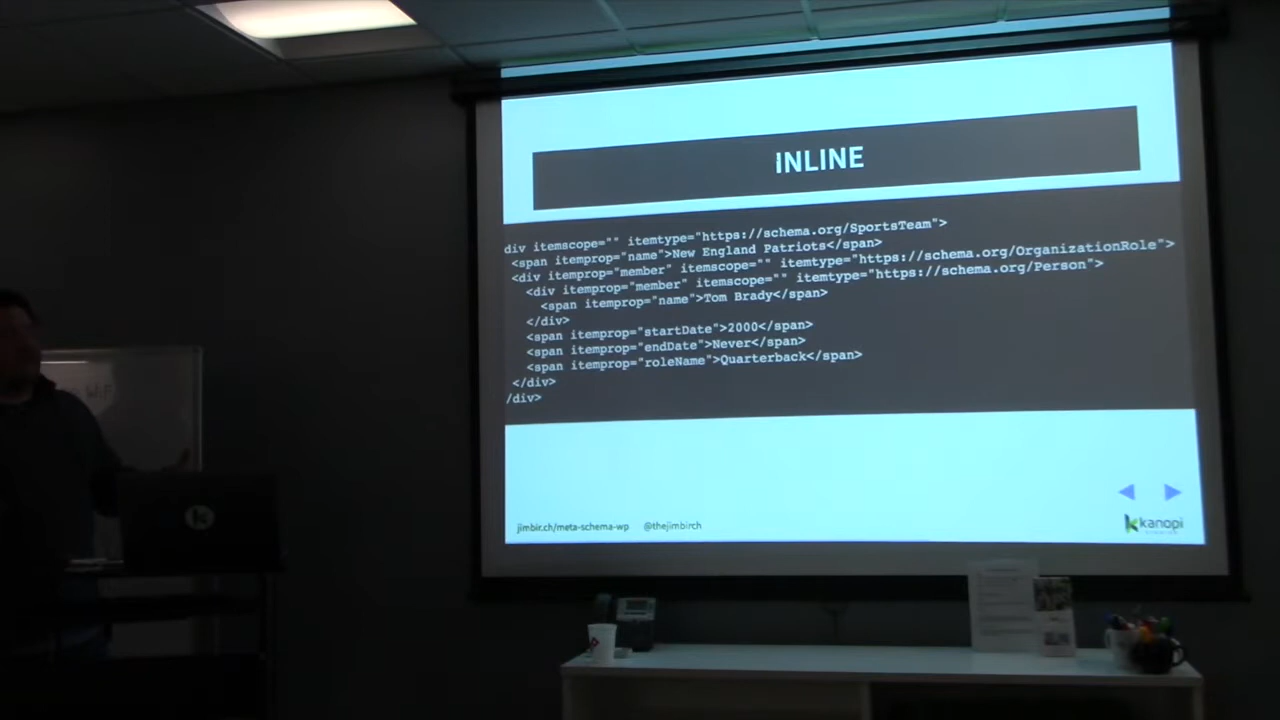 INLINE
div itemscope="" itemtype="https://schema.org/SportsTeam">
<span itemprop="name">New England Patriots</span>
<div itemprop="member" itemscope="" itemtype="https://schema.org/OrganizationRole">
<div itemprop="member" itemscope="" itemtype="https://schema.org/Person">
<span itemprop="name">Tom Brady</span>
</div>
<span itemprop="startDate">2000</span>
<span itemprop="endDate">Never</span>
<span itemprop="roleName">Quarterback</span>
</div>
/div>
jimbir.ch/meta-schema-wp @thejimbirch
kanopi
Wifi